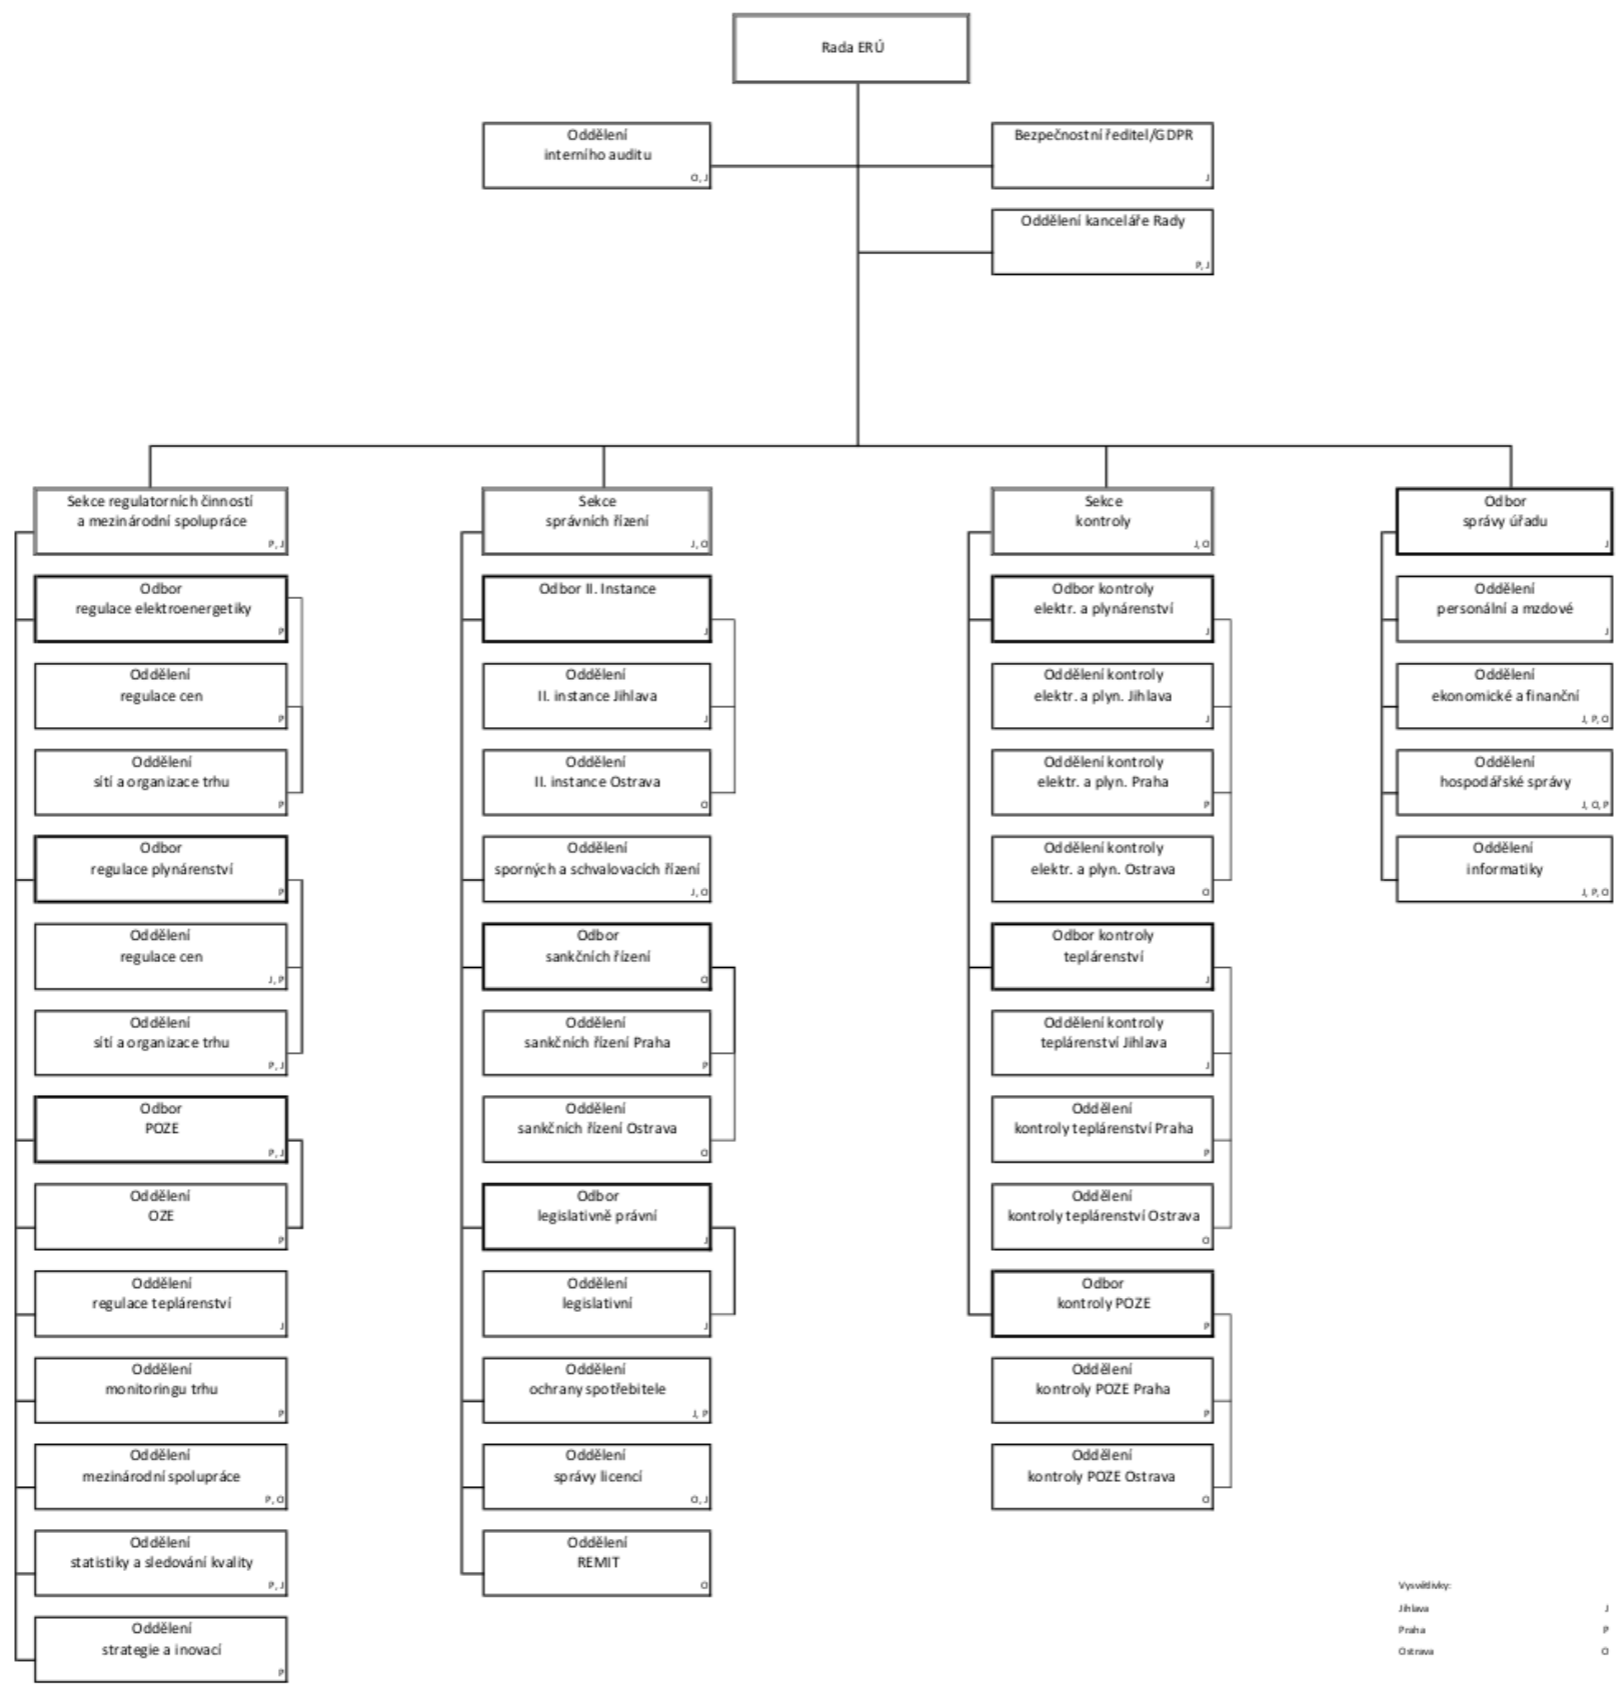 Rada ERÚ
Oddělení
interního auditu
O, J
Bezpečnostní ředitel/GDPR
J
Oddělení kanceláře Rady
P, J
Sekce regulatorních činností
a mezinárodní spolupráce
P, J
Odbor
regulace elektroenergetiky
P
Oddělení
regulace cen
P
Oddělení
sítí a organizace trhu
P
Odbor
regulace plynárenství
P
Oddělení
regulace cen
J, P
Oddělení
sítí a organizace trhu
P, J
Odbor
POZE
P, J
Oddělení
OZE
P
Oddělení
regulace teplárenství
J
Oddělení
monitoringu trhu
P
Oddělení
mezinárodní spolupráce
P, O
Oddělení
statistiky a sledování kvality
P, J
Oddělení
strategie a inovací
P
Sekce
správních řízení
J, O
Odbor II. Instance
J
Oddělení
II. instance Jihlava
J
Oddělení
II. instance Ostrava
O
Oddělení
sporných a schvalovacích řízení
J, O
Odbor
sankčních řízení
O
Oddělení
sankčních řízení Praha
P
Oddělení
sankčních řízení Ostrava
O
Odbor
legislativně právní
J
Oddělení
legislativní
J
Oddělení
ochrany spotřebitele
J, P
Oddělení
správy licencí
O, J
Oddělení
REMIT
O
Sekce
kontroly
J, O
Odbor kontroly
elektr. a plynárenství
J
Oddělení kontroly
elektr. a plyn. Jihlava
J
Oddělení kontroly
elektr. a plyn. Praha
P
Oddělení kontroly
elektr. a plyn. Ostrava
O
Odbor kontroly
teplárenství
J
Oddělení kontroly
teplárenství Jihlava
J
Oddělení
kontroly teplárenství Praha
P
Oddělení
kontroly teplárenství Ostrava
O
Odbor
kontroly POZE
P
Oddělení
kontroly POZE Praha
P
Oddělení
kontroly POZE Ostrava
O
Odbor
správy úřadu
J
Oddělení
personální a mzdové
J
Oddělení
ekonomické a finanční
J, P, O
Oddělení
hospodářské správy
J, O, P
Oddělení
informatiky
J, P, O
Vysvětlivky:
Jihlava J
Praha P
Ostrava O